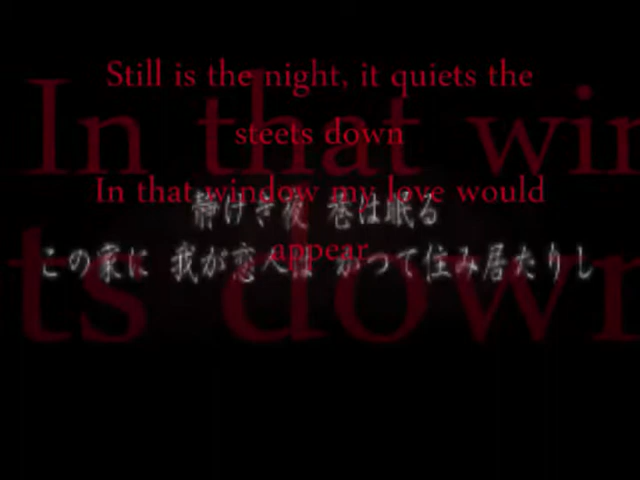 Still is the night, it quiets the
steets down
In that window my love would
appear
静けき夜 巷は眠る
この家に 我が恋人は かつて住み居たりし
In that win
ts down